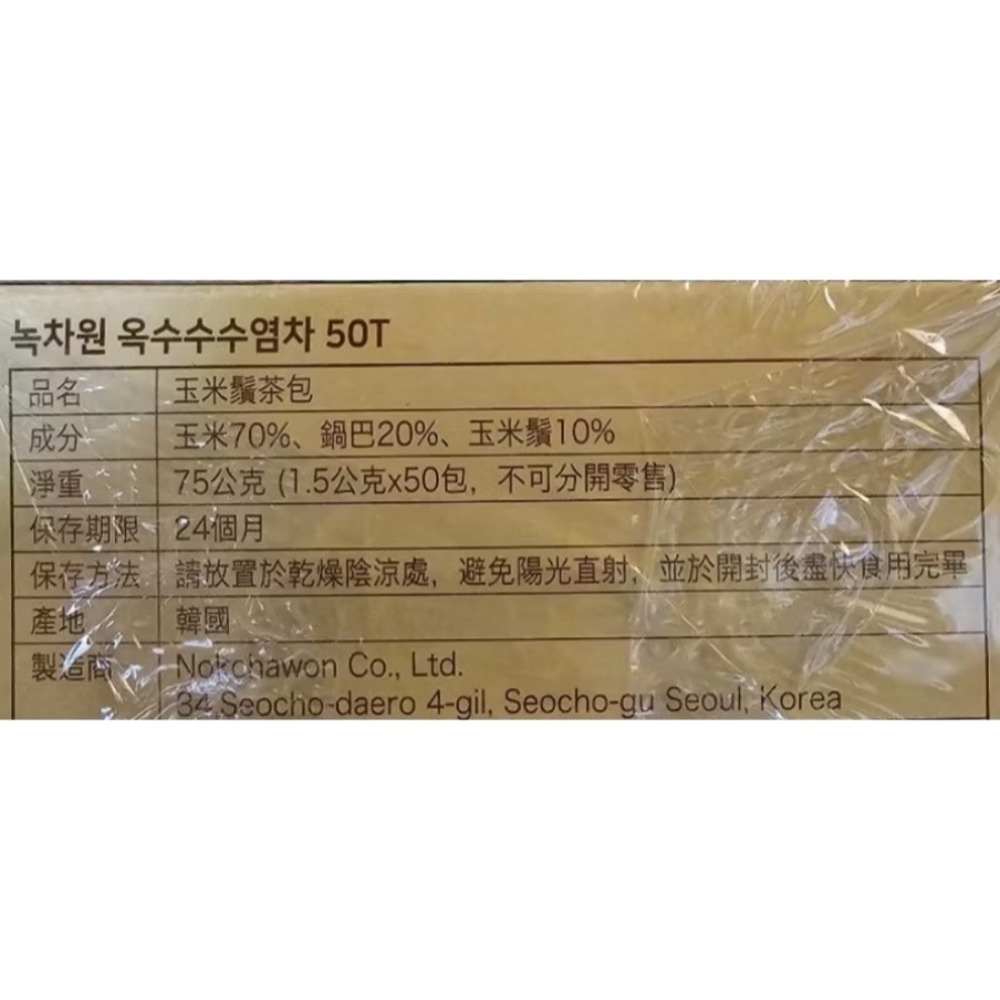 녹차원 옥수수수염차 50T
品名 玉米鬚茶包
成分 玉米70%、鍋巴20%、玉米鬚10%
淨重 75公克 (1.5公克x50包, 不可分開零售)
保存期限 24個月
保存方法 請放置於乾燥陰涼處, 避免陽光直射, 並於開封後盡快食用完畢
產地 韓國
製造商 Nokchawon Co., Ltd.
34 Seocho-daero 4-gil, Seocho-gu Seoul, Korea